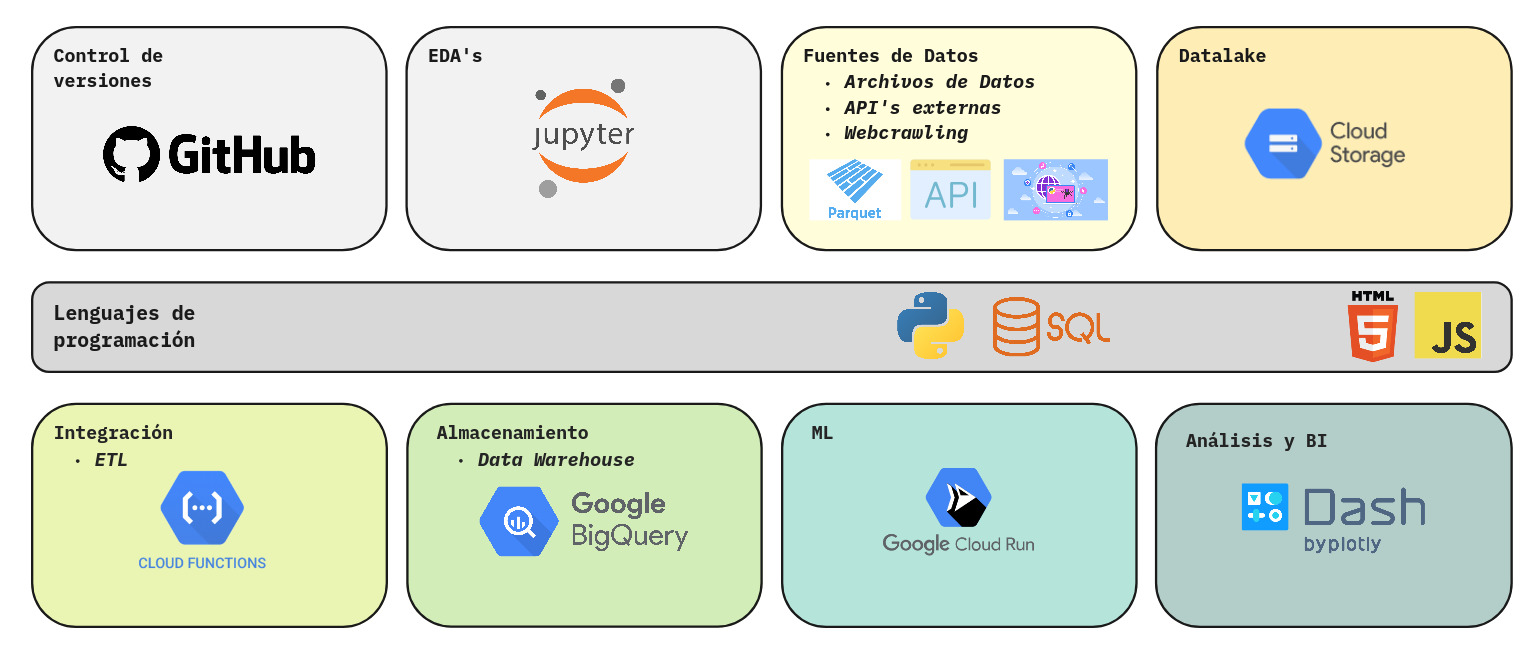 Control de
versiones
GitHub
EDA's
jupyter
Fuentes de Datos
• Archivos de Datos
• API's externas
• Webcrawling
Parquet
API
Datalake
Cloud
Storage
Lenguajes de
programación
SQL
HTML
5
JS
Integración
• ETL
CLOUD FUNCTIONS
Almacenamiento
• Data Warehouse
Google
BigQuery
ML
Google Cloud Run
Análisis y BI
Dash
byplotly